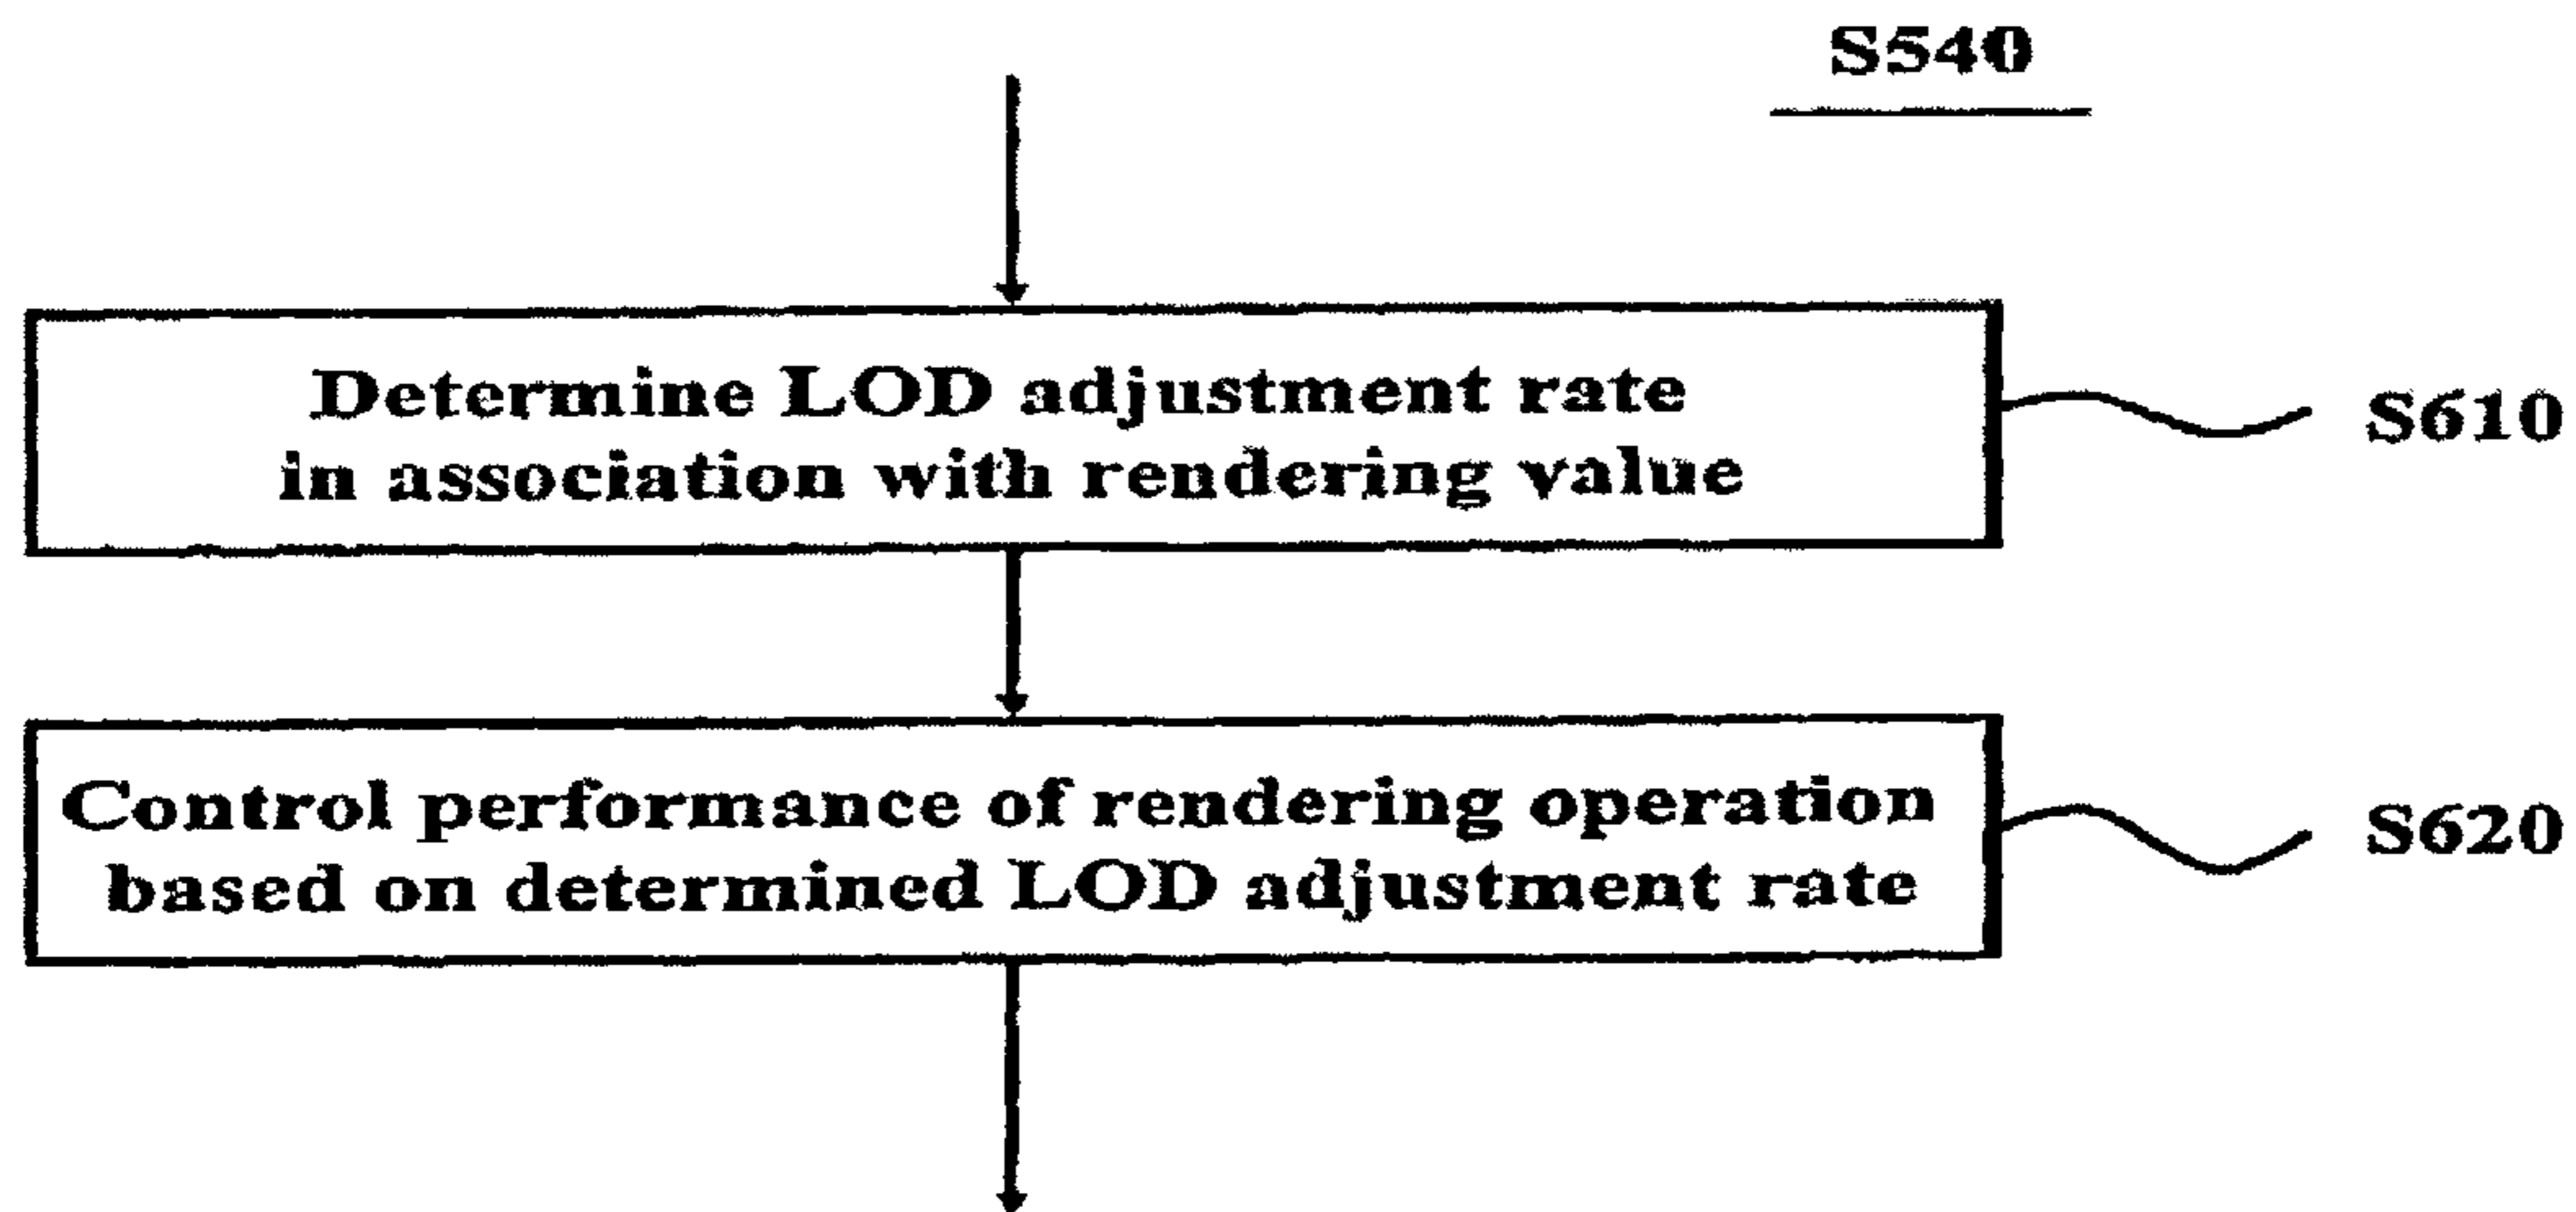 S540
Determine LOD adjustment rate
in association with rendering value
S610
Control performance of rendering operation
based on determined LOD adjustment rate
S620